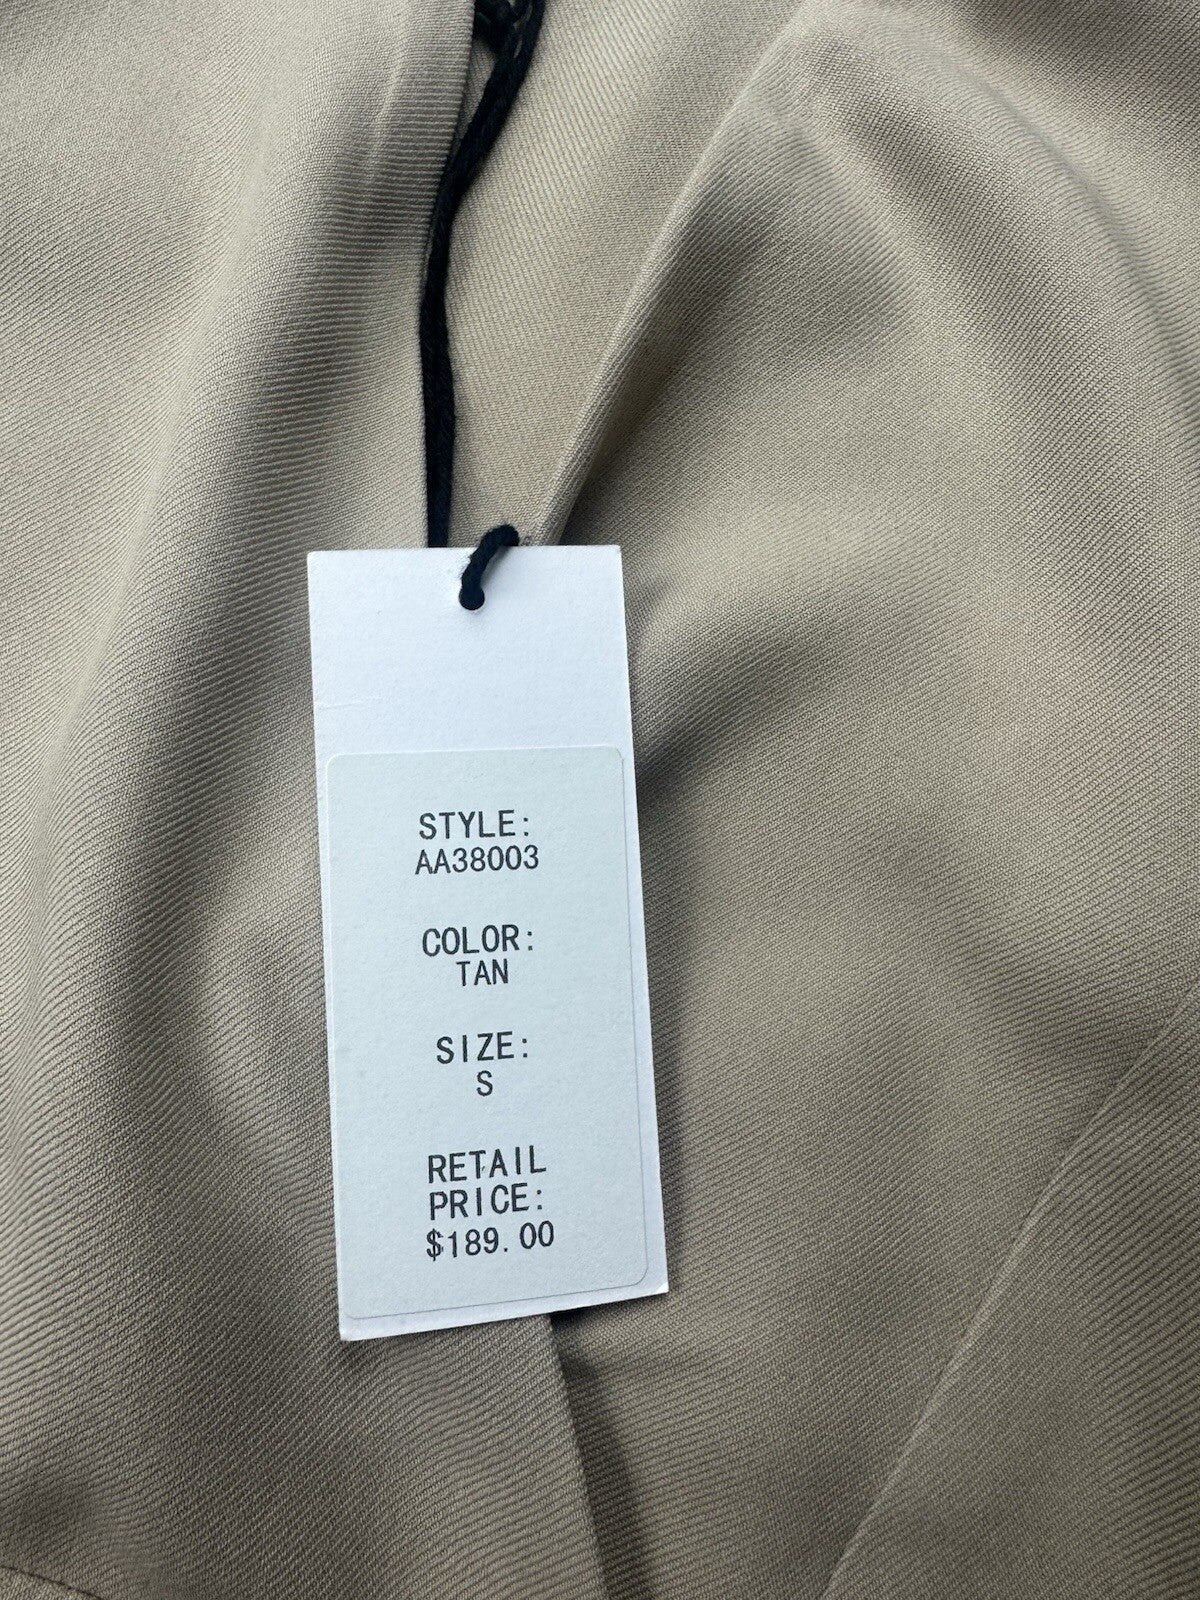 STYLE:
AA38003
COLOR:
TAN
SIZE:
S
RETAIL
PRICE:
$189.00